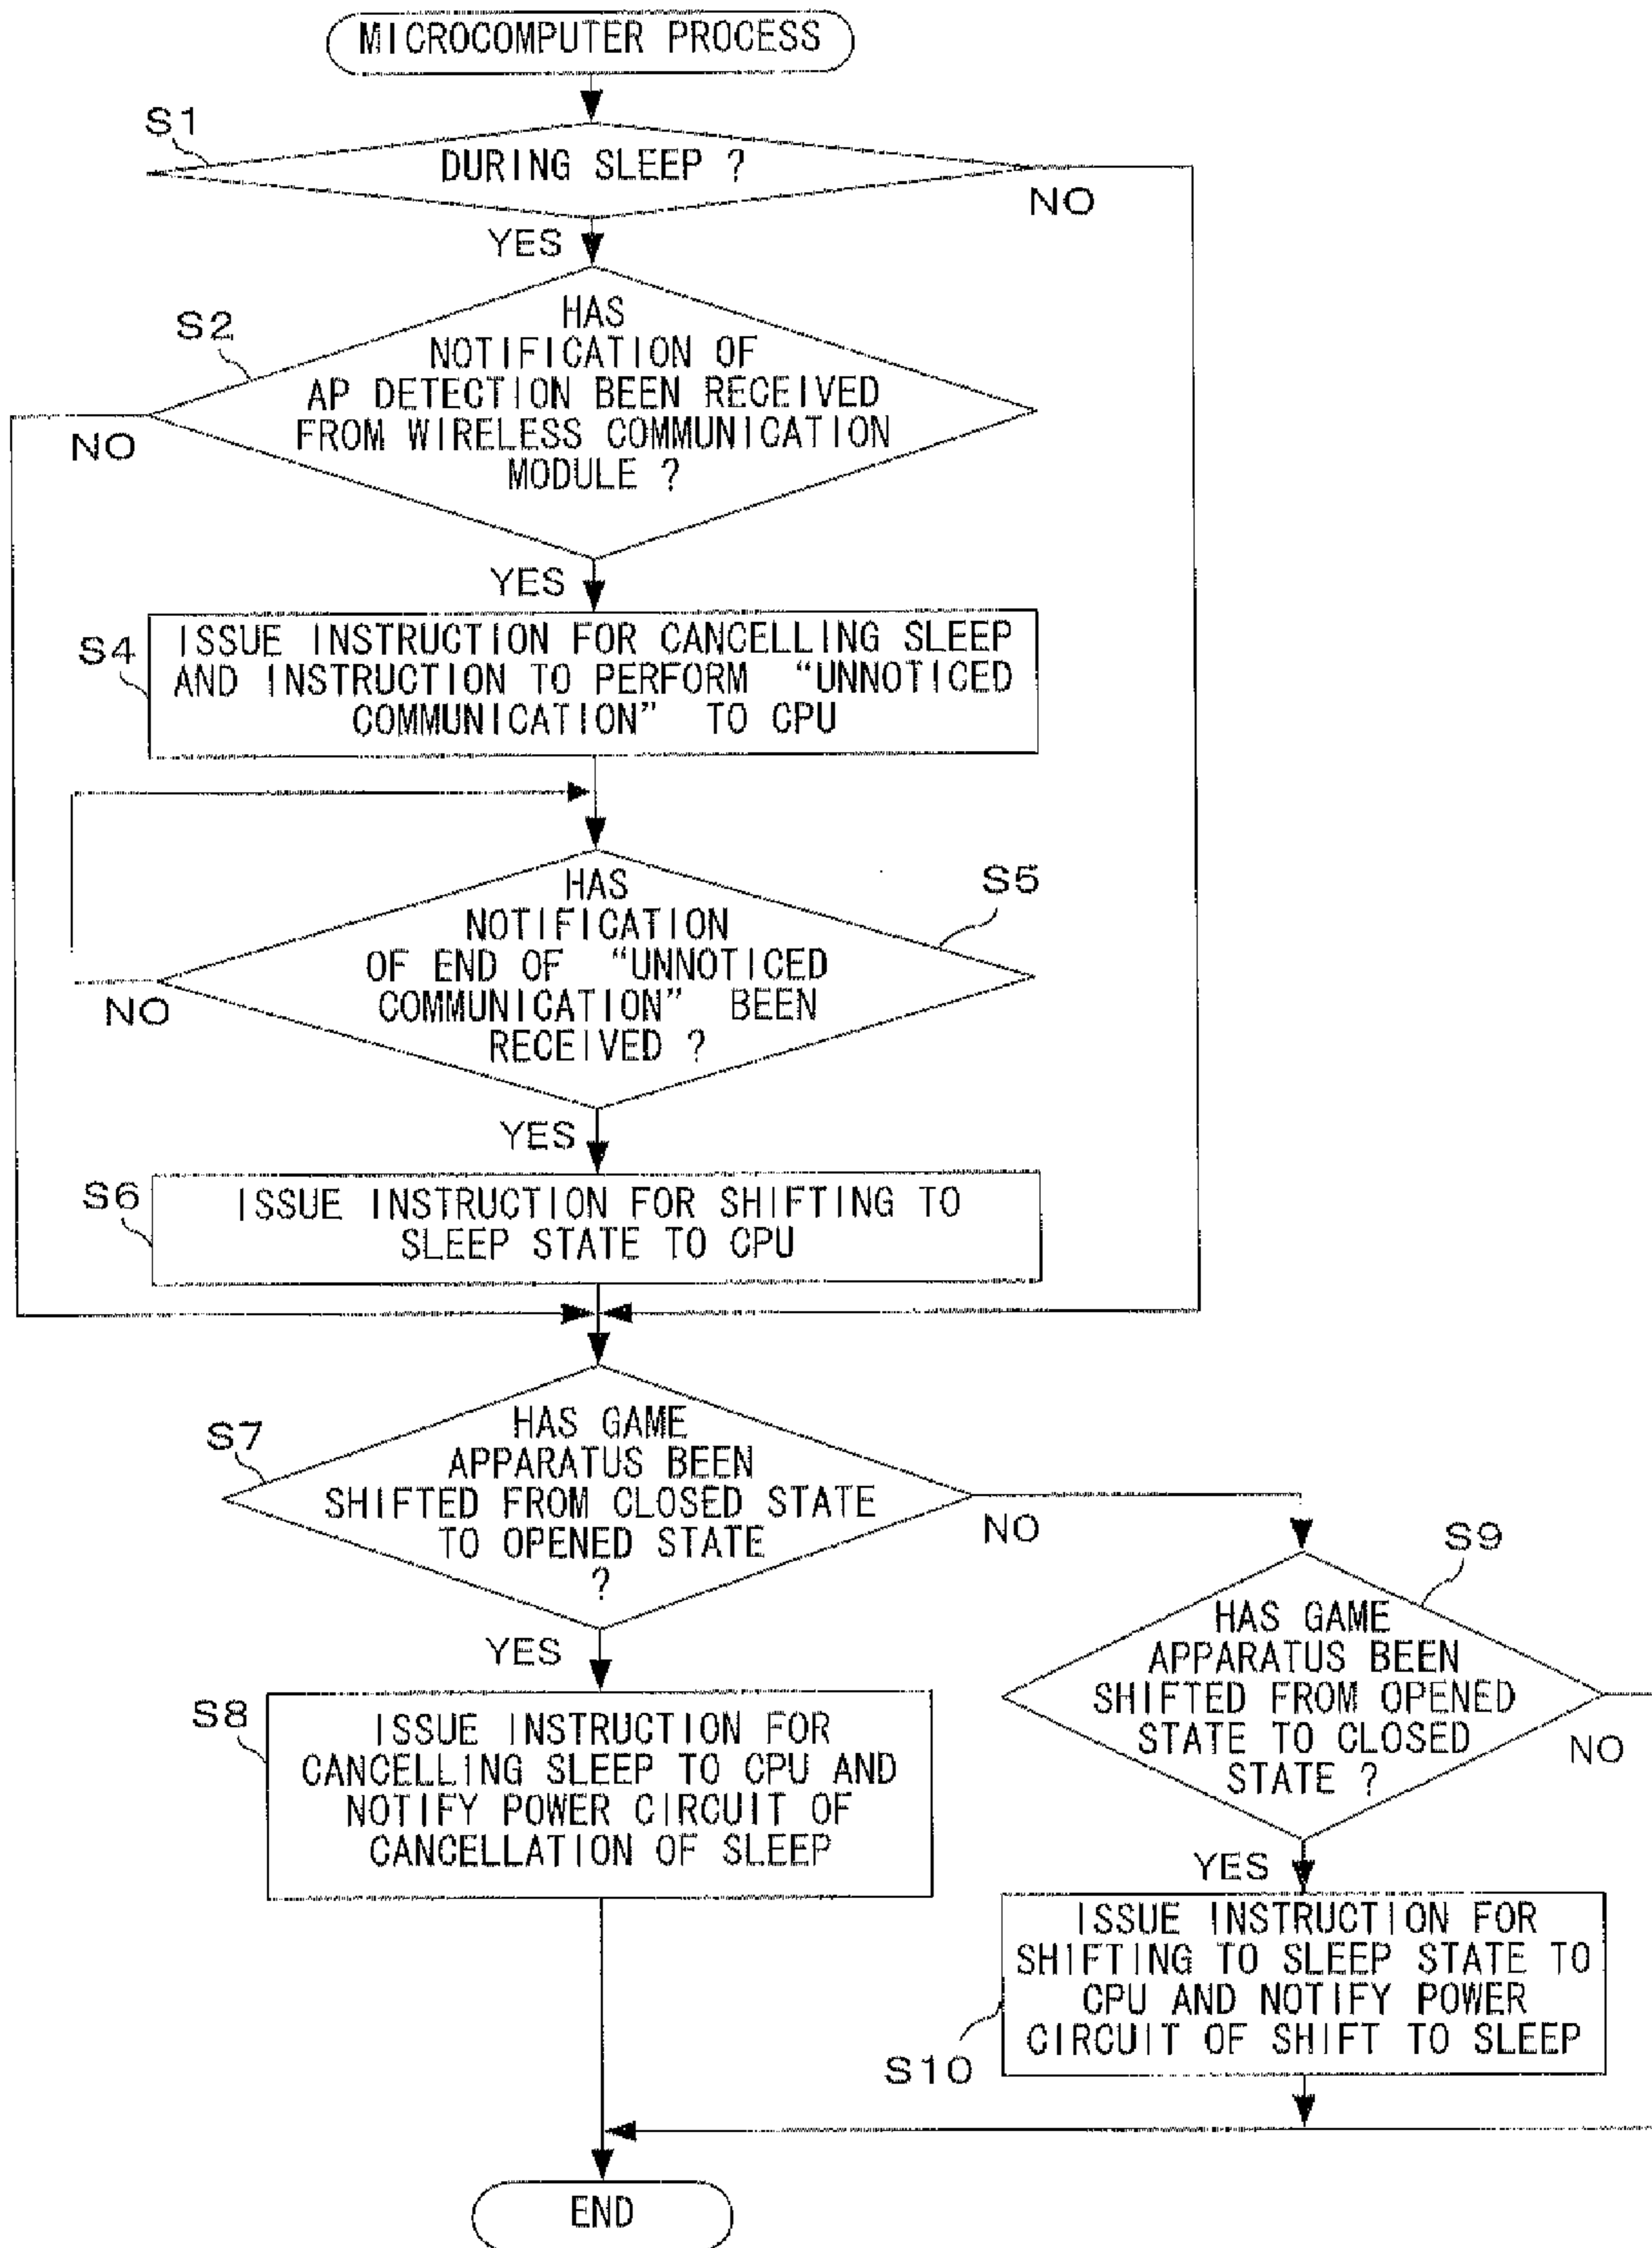 MICROCOMPUTER PROCESS
S1
DURING SLEEP ?
NO
YES
S2
HAS
NOTIFICATION OF
AP DETECTION BEEN RECEIVED
FROM WIRELESS COMMUNICATION
MODULE ?
NO
YES
S4
ISSUE INSTRUCTION FOR CANCELLING SLEEP
AND INSTRUCTION TO PERFORM “UNNOTICED
COMMUNICATION” TO CPU
S5
HAS
NOTIFICATION
OF END OF “UNNOTICED
COMMUNICATION” BEEN
RECEIVED ?
NO
YES
S6
ISSUE INSTRUCTION FOR SHIFTING TO
SLEEP STATE TO CPU
S7
HAS GAME
APPARATUS BEEN
SHIFTED FROM CLOSED STATE
TO OPENED STATE
?
NO
YES
S8
ISSUE INSTRUCTION FOR
CANCELLING SLEEP TO CPU AND
NOTIFY POWER CIRCUIT OF
CANCELLATION OF SLEEP
S9
HAS GAME
APPARATUS BEEN
SHIFTED FROM OPENED
STATE TO CLOSED
STATE ?
NO
YES
S10
ISSUE INSTRUCTION FOR
SHIFTING TO SLEEP STATE TO
CPU AND NOTIFY POWER
CIRCUIT OF SHIFT TO SLEEP
END